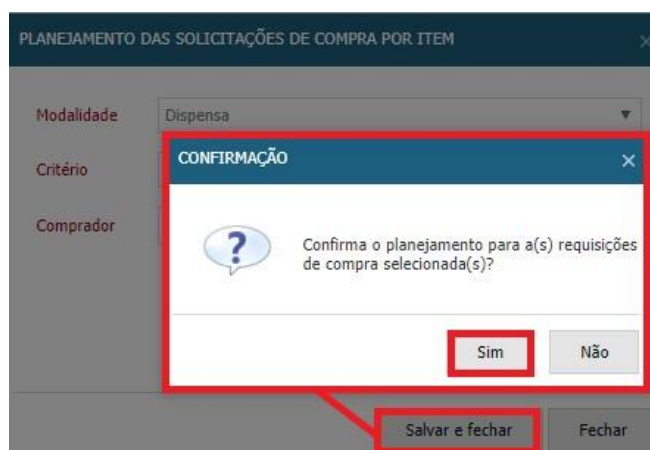 PLANEJAMENTO DAS SOLICITAÇÕES DE COMPRA POR ITEM
Modalidade Dispensa
CONFIRMAÇÃO
Critério
Comprador
Confirma o planejamento para a(s) requisições
de compra selecionada(s)?
Sim Não
Salvar e fechar Fechar